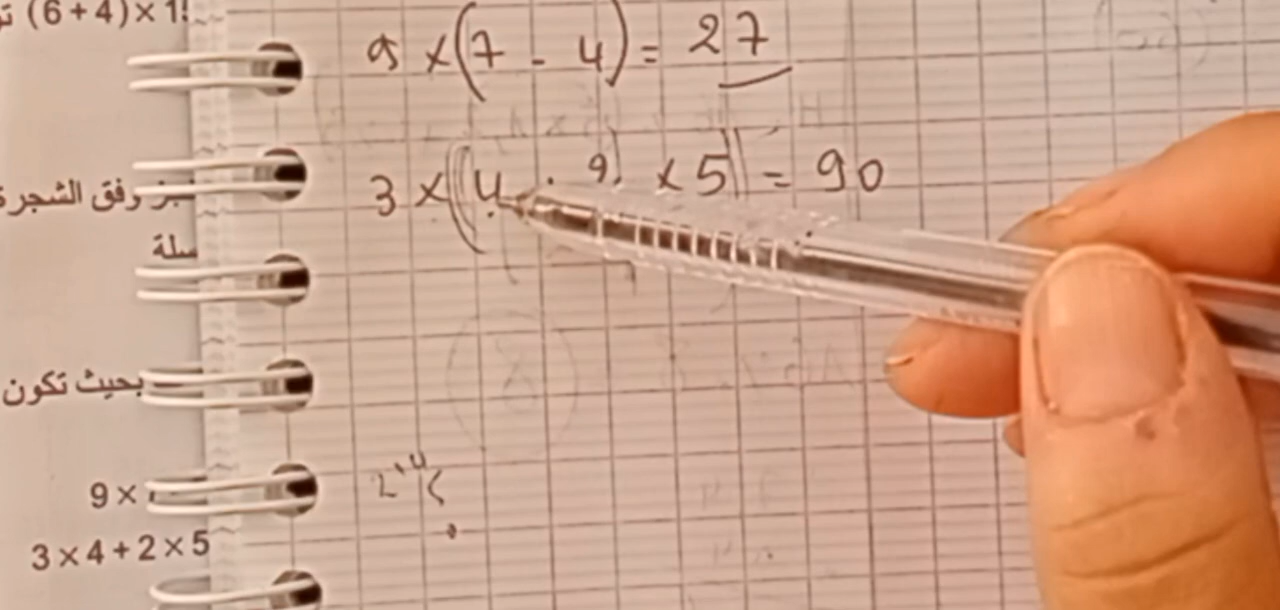 (6+4)×1
9 ×(7 - 4) = 27
3 ×((4 9) × 5) = 90
وفق الشجرة
سلة
بحيث تكون
9 ×
3 × 4 + 2 × 5